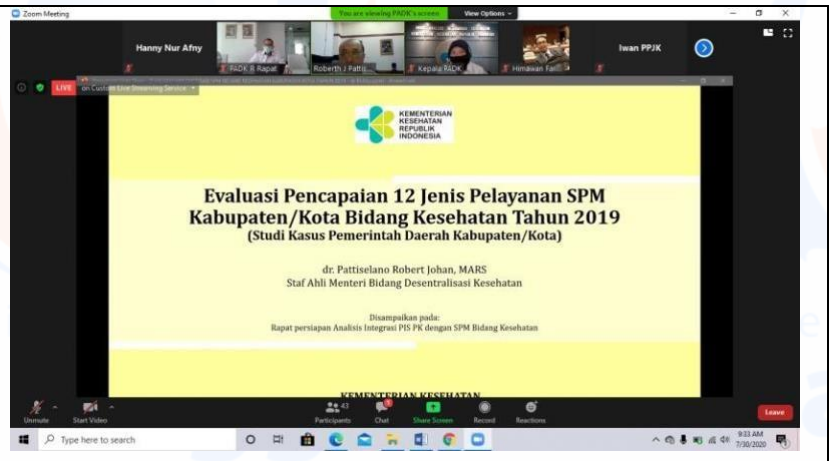 Zoom Meeting
You are viewing PADK's screen
View Options
Hanny Nur Afny
PADK R Rapat
Roberth J Patti...
Kepala PADK
Himawan Fari...
Iwan PPJK
LIVE
on Custom Live Streaming Service
KEMENTERIAN
KESEHATAN
REPUBLIK
INDONESIA
Evaluasi Pencapaian 12 Jenis Pelayanan SPM
Kabupaten/Kota Bidang Kesehatan Tahun 2019
(Studi Kasus Pemerintah Daerah Kabupaten/Kota)
dr. Pattiselano Robert Johan, MARS
Staf Ahli Menteri Bidang Desentralisasi Kesehatan
Disampaikan pada:
Rapat persiapan Analisis Integrasi PIS PK dengan SPM Bidang Kesehatan
KEMENTERIAN KESEHATAN
Unmute
Start Video
43
Participants
Chat
Share Screen
Record
Reactions
Leave
Type here to search
9:33 AM
7/30/2020